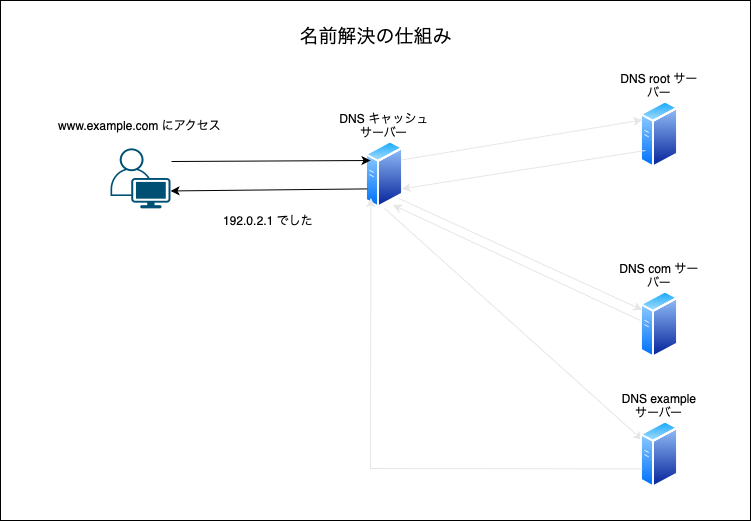 名前解決の仕組み
DNS root サー
バー
www.example.com にアクセス
DNS キャッシュ
サーバー
192.0.2.1 でした
DNS com サー
バー
DNS example
サーバー